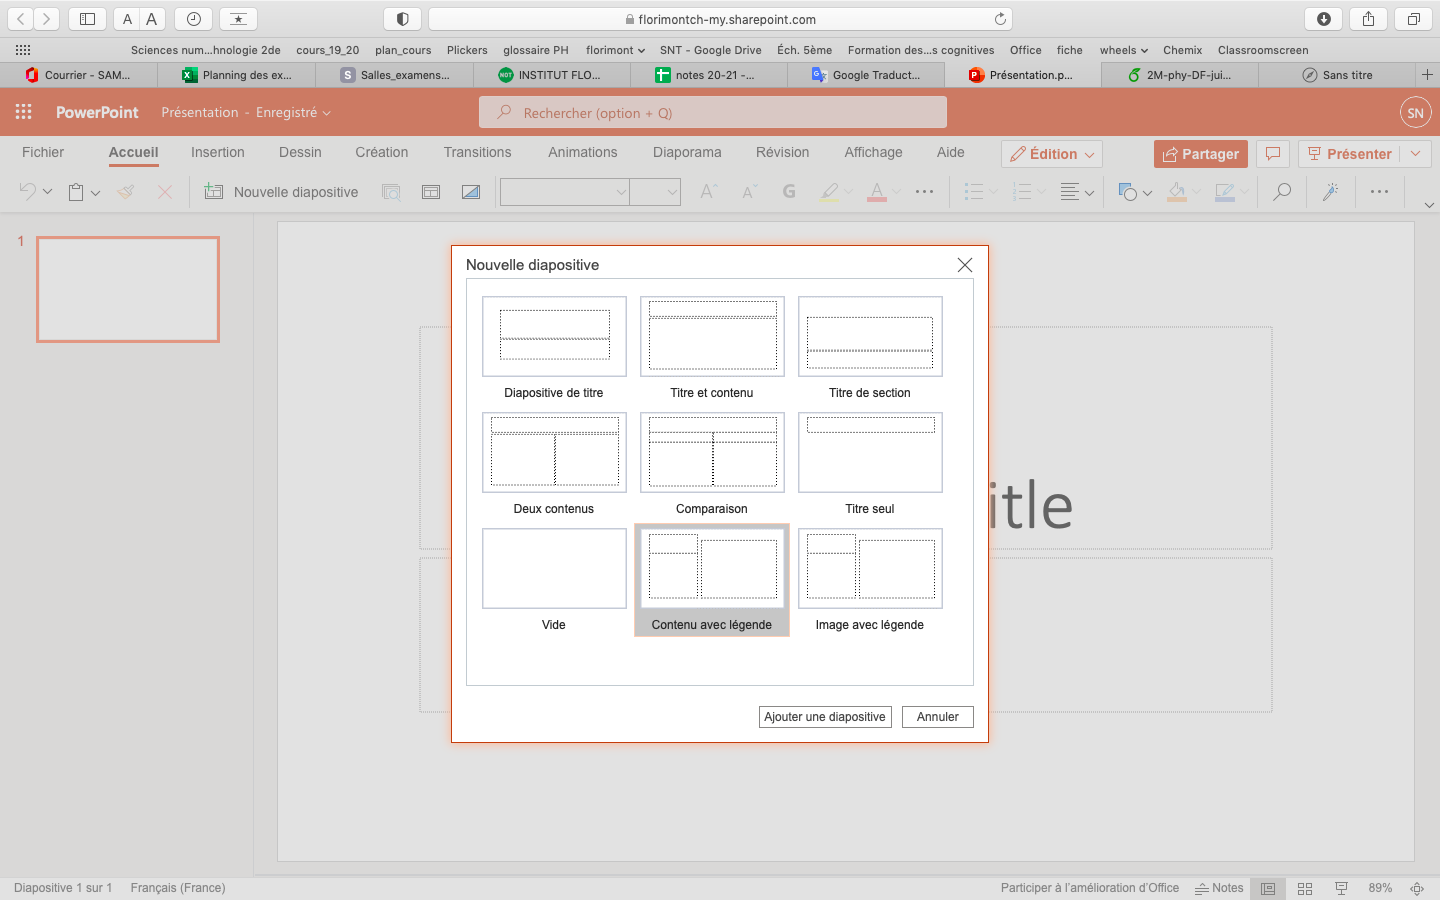 florimontch-my.sharepoint.com
Sciences num...hnologie 2de cours_19_20 plan_cours Plickers glossaire PH florimont SNT - Google Drive Éch. 5ème Formation des...s cognitives Office fiche wheels Chemix Classroomscreen
Courrier - SAM... Planning des ex... Salles_examens... INSTITUT FLO... notes 20-21 -... Google Traduct... Présentation.p... 2M-phy-DF-jui... Sans titre
PowerPoint Présentation - Enregistré Rechercher (option + Q) SN
Fichier Accueil Insertion Dessin Création Transitions Animations Diaporama Révision Affichage Aide Édition Partager Présenter
Nouvelle diapositive
1
Nouvelle diapositive
Diapositive de titre Titre et contenu Titre de section
Deux contenus Comparaison Titre seul
itle
Vide Contenu avec légende Image avec légende
Ajouter une diapositive Annuler
Diapositive 1 sur 1 Français (France) Participer à l'amélioration d'Office Notes 89%